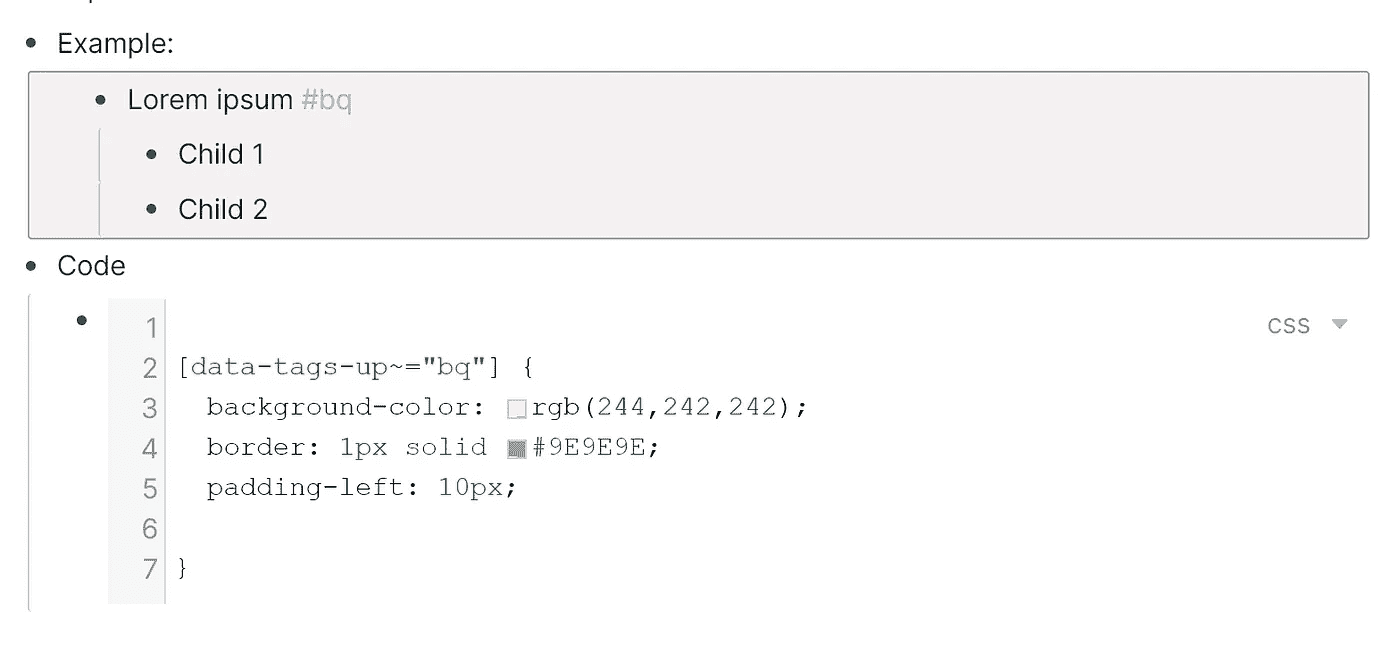 Example:
Lorem ipsum #bq
Child 1
Child 2
Code
CSS
1
2 [data-tags-up~="bq"] {
3 background-color: rgb(244,242,242);
4 border: 1px solid #9E9E9E;
5 padding-left: 10px;
6
7 }